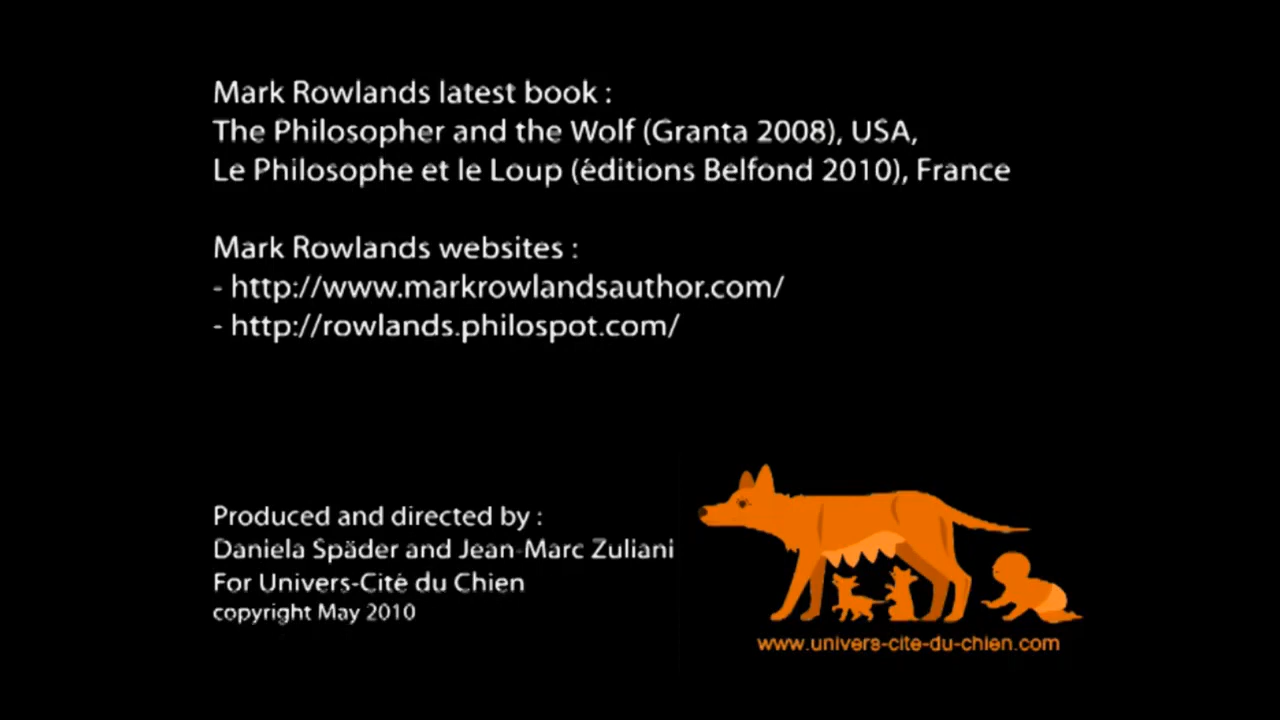 Mark Rowlands latest book :
The Philosopher and the Wolf (Granta 2008), USA,
Le Philosophe et le Loup (éditions Belfond 2010), France
Mark Rowlands websites :
- http://www.markrowlandsauthor.com/
- http://rowlands.philospot.com/
Produced and directed by :
Daniela Späder and Jean-Marc Zuliani
For Univers-Cité du Chien
copyright May 2010
www.univers-cite-du-chien.com